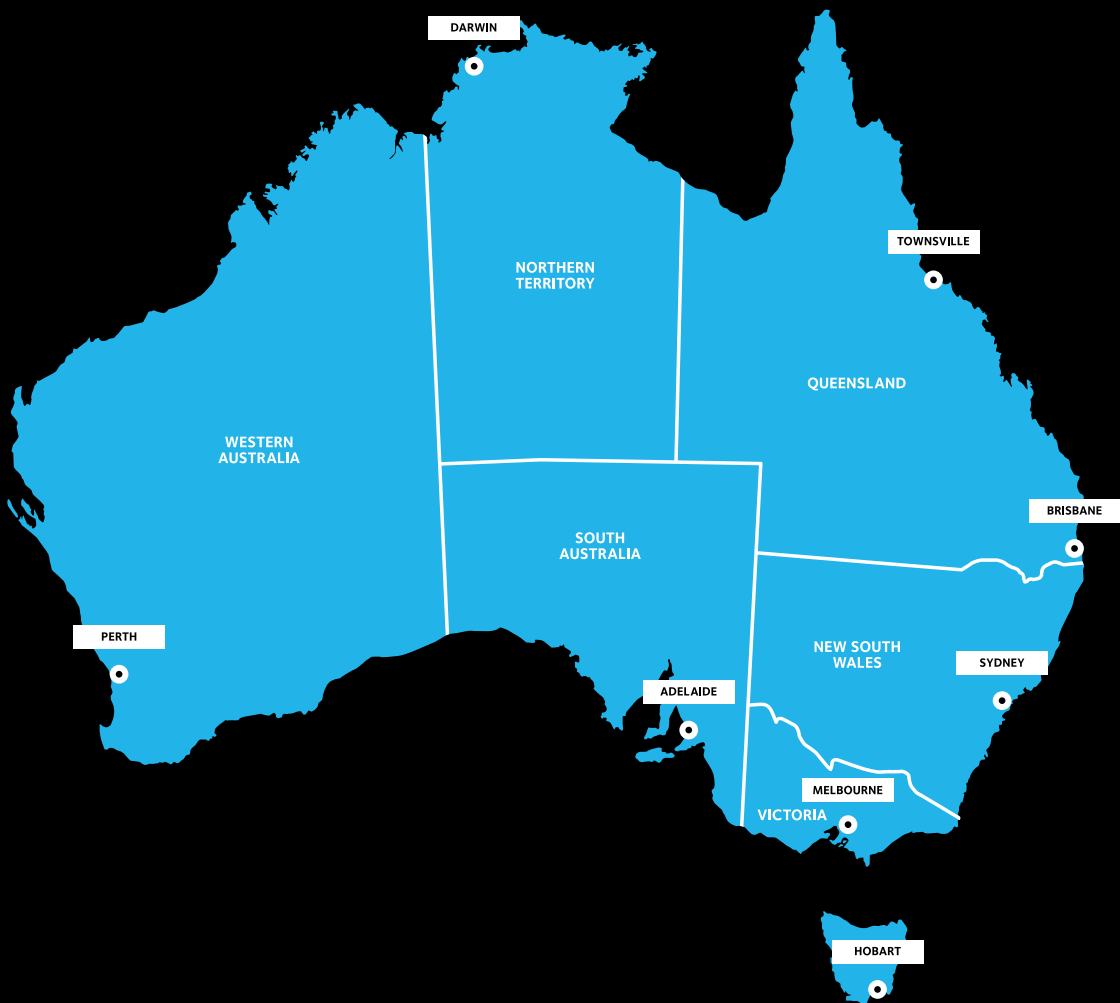 DARWIN
TOWNSVILLE
NORTHERN
TERRITORY
QUEENSLAND
WESTERN
AUSTRALIA
BRISBANE
SOUTH
AUSTRALIA
PERTH
NEW SOUTH
WALES
SYDNEY
ADELAIDE
MELBOURNE
VICTORIA
HOBART